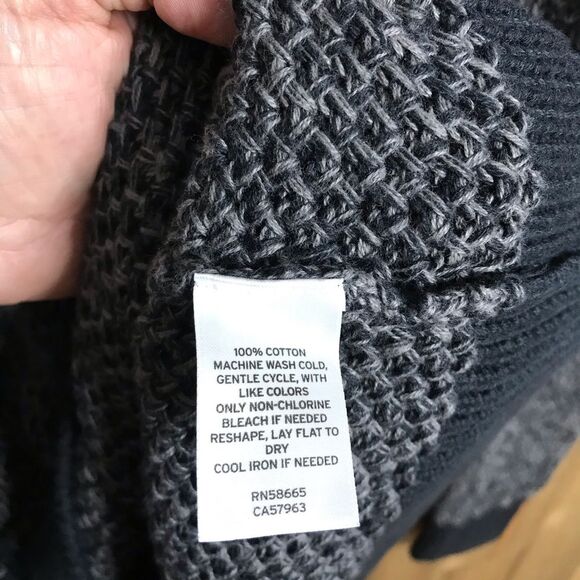 100% COTTON
MACHINE WASH COLD,
GENTLE CYCLE, WITH
LIKE COLORS
ONLY NON-CHLORINE
BLEACH IF NEEDED
RESHAPE, LAY FLAT TO
DRY
COOL IRON IF NEEDED
RN58665
CA57963